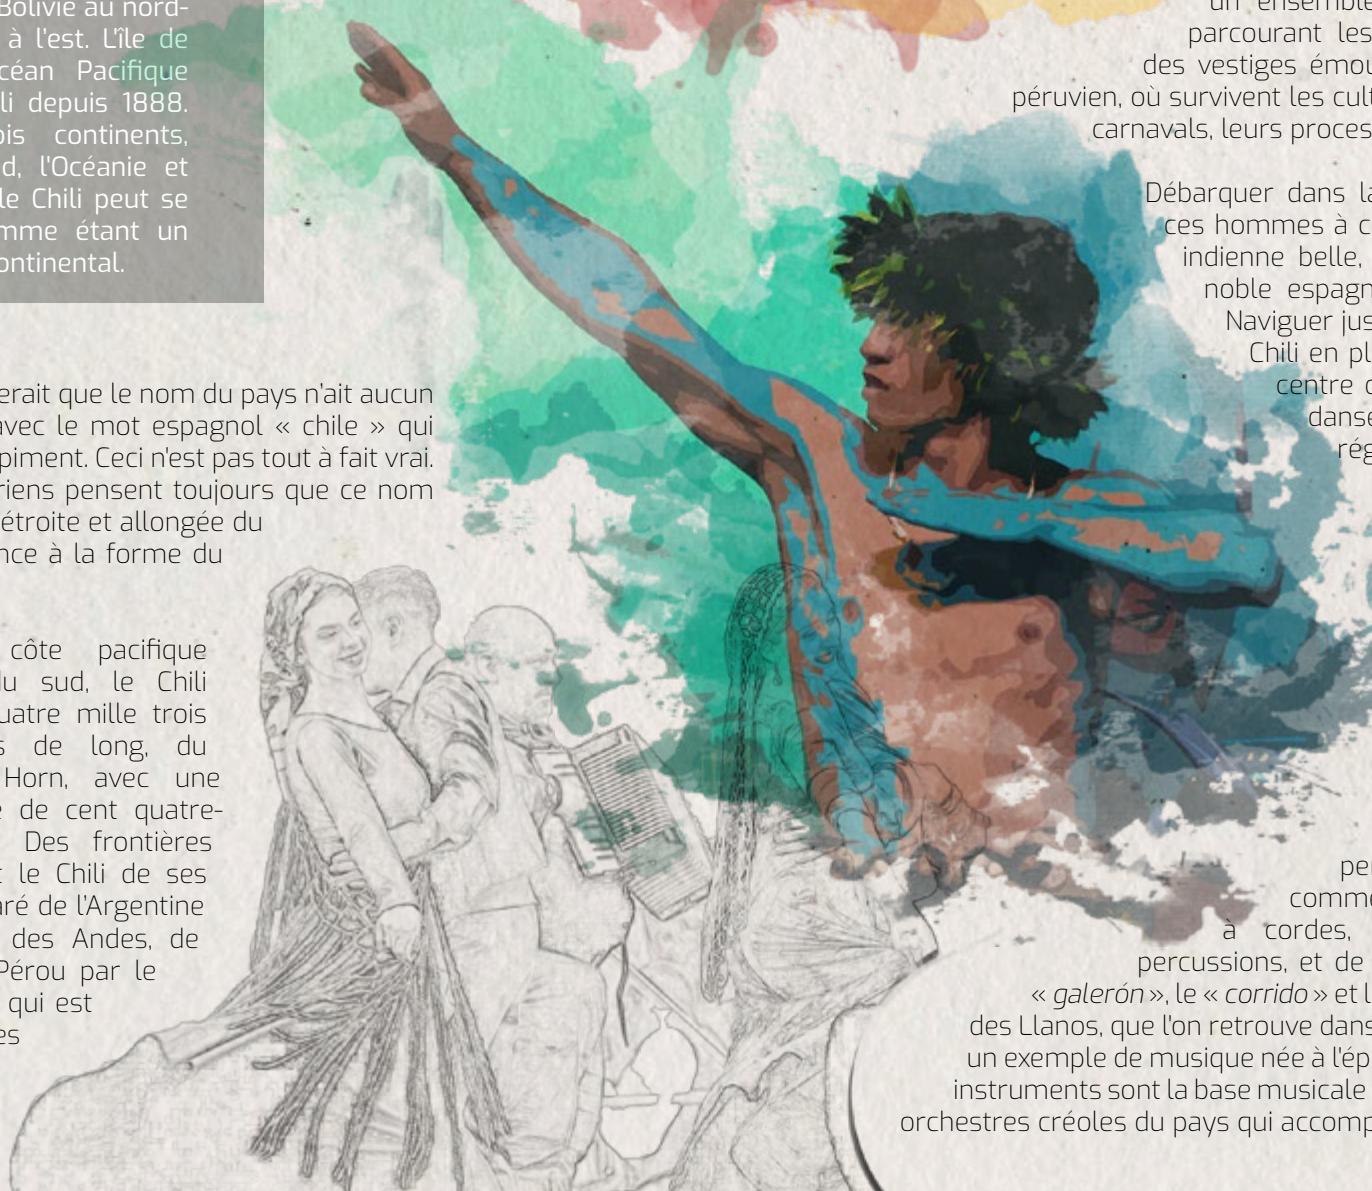 Bolivie au nord-
à l'est. L'île de
céan Pacifique
li depuis 1888.
ois continents,
d, l'Océanie et
le Chili peut se
mme étant un
ontinental.
erait que le nom du pays n'ait aucun
avec le mot espagnol « chile » qui
piment. Ceci n'est pas tout à fait vrai.
riens pensent toujours que ce nom
étroite et allongée du
nce à la forme du
côte pacifique
du sud, le Chili
uatre mille trois
s de long, du
Horn, avec une
e de cent quatre-
Des frontières
t le Chili de ses
aré de l'Argentine
des Andes, de
Pérou par le
qui est
es
un ensemble
parcourant les
des vestiges émou
péruvien, où survivent les cult
carnavals, leurs proces
Débarquer dans la
ces hommes à c
indienne belle,
noble espagn
Naviguer jus
Chili en pl
centre
danse
rég
per
comme
à cordes,
percussions, et de
« galerón », le « corrido » et l
des Llanos, que l'on retrouve dans
un exemple de musique née à l'ép
instruments sont la base musicale
orchestres créoles du pays qui accomp